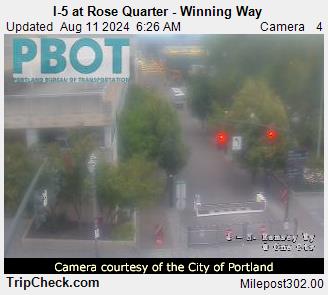 I-5 at Rose Quarter - Winning Way
Updated Aug 11 2024 6:26 AM Camera 4
PBOT
PORTLAND BUREAU OF TRANSPORTATION
Camera courtesy of the City of Portland
TripCheck.com Milepost302.00